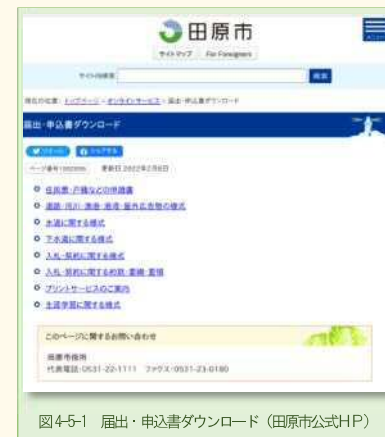 田原市
サイトマップ For Foreigners
メニュー
サイト内検索
検索
現在の位置: トップページ > オンラインサービス > 届出・申込書ダウンロード
届出・申込書ダウンロード
ツイート シェアする
更新日 2022年2月8日
住民票・戸籍などの申請書
道路・河川・漁港・港湾・屋外広告物の様式
水道に関する様式
下水道に関する様式
入札・契約に関する様式
入札・契約に関する約款・要綱・要領
プリントサービスのご案内
生涯学習に関する様式
このページに関するお問い合わせ
田原市役所
代表電話:0531-22-1111 ファクス:0531-23-0180
図4-5-1 届出・申込書ダウンロード（田原市公式HP）